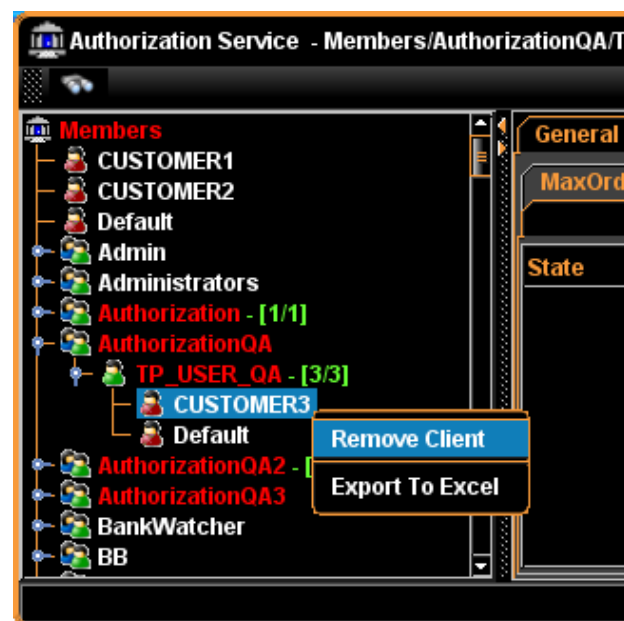 Authorization Service - Members/AuthorizationQA/T
General
Members
CUSTOMER1
MaxOrd
CUSTOMER2
Default
Admin
State
Administrators
Authorization - [1/1]
AuthorizationQA
TP_USER_QA - [3/3]
CUSTOMER3
Default
Remove Client
AuthorizationQA2 - [
Export To Excel
AuthorizationQA3
BankWatcher
BB